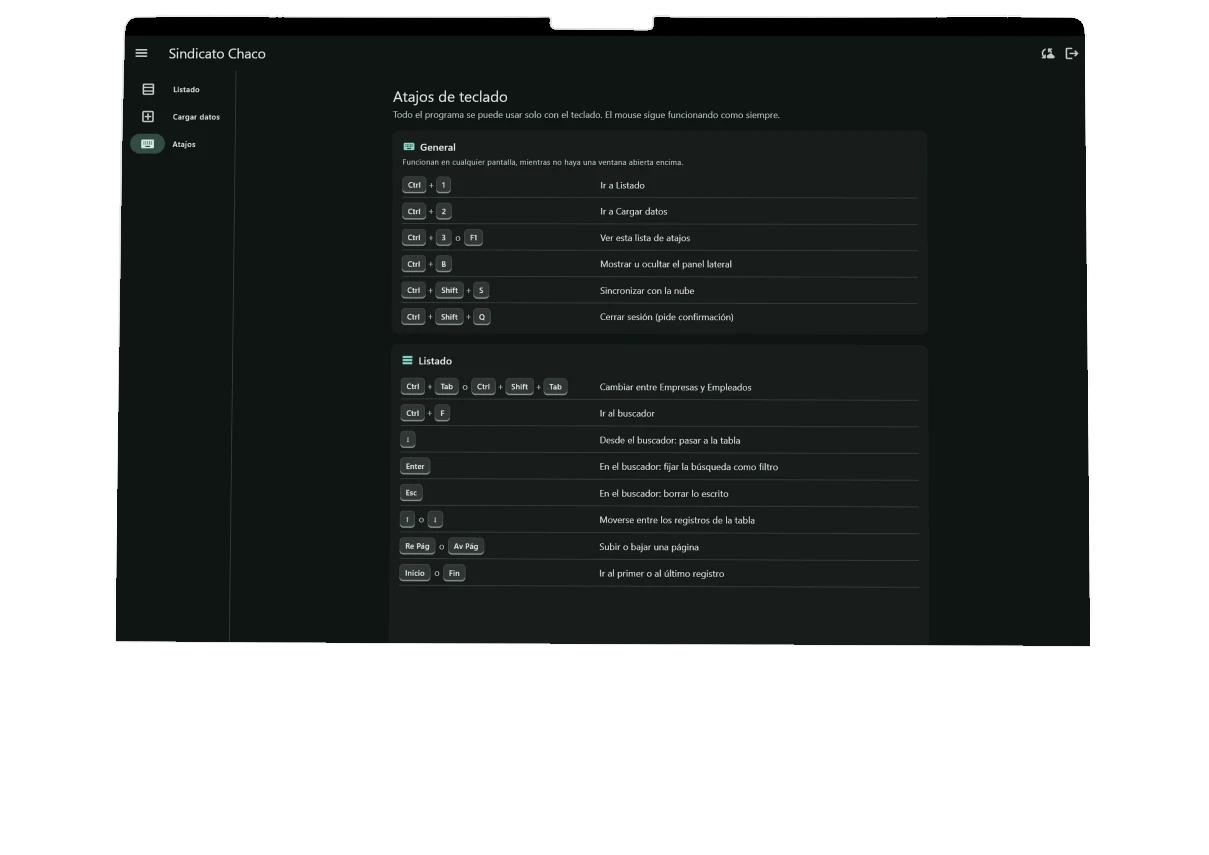 Sindicato Chaco
Listado
Cargar datos
Atajos
Atajos de teclado
Todo el programa se puede usar solo con el teclado. El mouse sigue funcionando como siempre.
General
Funcionan en cualquier pantalla, mientras no haya una ventana abierta encima.
Ctrl + 1 Ir a Listado
Ctrl + 2 Ir a Cargar datos
Ctrl + 3 o F1 Ver esta lista de atajos
Ctrl + B Mostrar u ocultar el panel lateral
Ctrl + Shift + S Sincronizar con la nube
Ctrl + Shift + Q Cerrar sesión (pide confirmación)
Listado
Ctrl + Tab o Ctrl + Shift + Tab Cambiar entre Empresas y Empleados
Ctrl + F Ir al buscador
↓ Desde el buscador: pasar a la tabla
Enter En el buscador: fijar la búsqueda como filtro
Esc En el buscador: borrar lo escrito
↑ o ↓ Moverse entre los registros de la tabla
Re Pág o Av Pág Subir o bajar una página
Inicio o Fin Ir al primer o al último registro